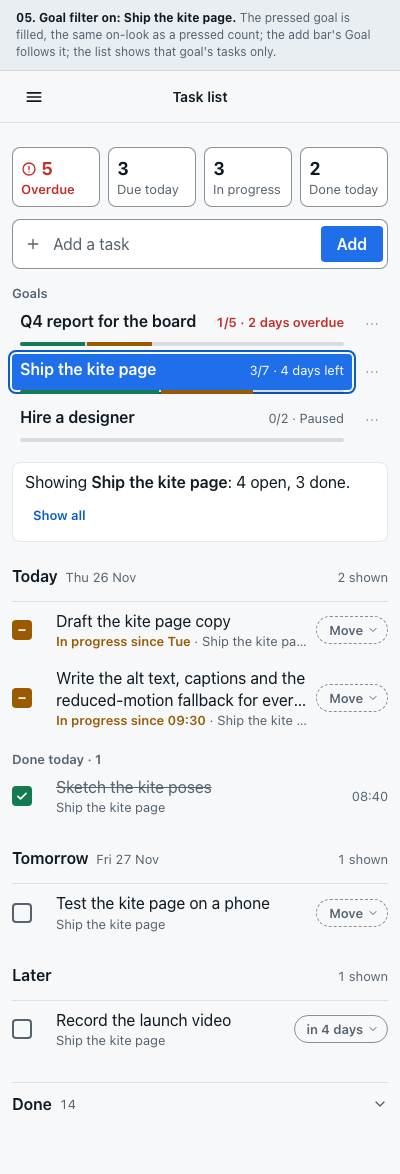 05. Goal filter on: Ship the kite page. The pressed goal is
filled, the same on-look as a pressed count; the add bar's Goal
follows it; the list shows that goal's tasks only.
Task list
5
Overdue
3
Due today
3
In progress
2
Done today
+ Add a task
Add
Goals
Q4 report for the board 1/5 · 2 days overdue ...
Ship the kite page 3/7 · 4 days left ...
Hire a designer 0/2 · Paused ...
Showing Ship the kite page: 4 open, 3 done.
Show all
Today Thu 26 Nov 2 shown
Draft the kite page copy
In progress since Tue · Ship the kite pa...
Move
Write the alt text, captions and the
reduced-motion fallback for ever...
In progress since 09:30 · Ship the kite ...
Move
Done today · 1
Sketch the kite poses
Ship the kite page
08:40
Tomorrow Fri 27 Nov 1 shown
Test the kite page on a phone
Ship the kite page
Move
Later 1 shown
Record the launch video
Ship the kite page
in 4 days
Done 14